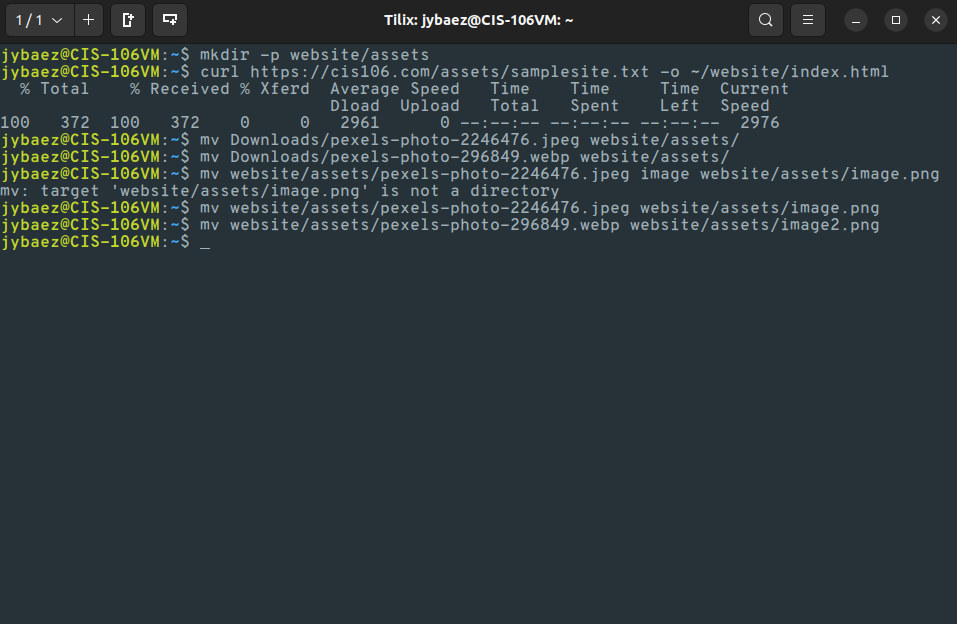 1 / 1 Tilix: jybaez@CIS-106VM: ~
jybaez@CIS-106VM:~$ mkdir -p website/assets
jybaez@CIS-106VM:~$ curl https://cis106.com/assets/samplesite.txt -o ~/website/index.html
  % Total    % Received % Xferd  Average Speed   Time    Time     Time  Current
                                 Dload  Upload   Total   Spent    Left  Speed
100   372  100   372    0     0   2961      0 --:--:-- --:--:-- --:--:--  2976
jybaez@CIS-106VM:~$ mv Downloads/pexels-photo-2246476.jpeg website/assets/
jybaez@CIS-106VM:~$ mv Downloads/pexels-photo-296849.webp website/assets/
jybaez@CIS-106VM:~$ mv website/assets/pexels-photo-2246476.jpeg image website/assets/image.png
mv: target 'website/assets/image.png' is not a directory
jybaez@CIS-106VM:~$ mv website/assets/pexels-photo-2246476.jpeg website/assets/image.png
jybaez@CIS-106VM:~$ mv website/assets/pexels-photo-296849.webp website/assets/image2.png
jybaez@CIS-106VM:~$ _